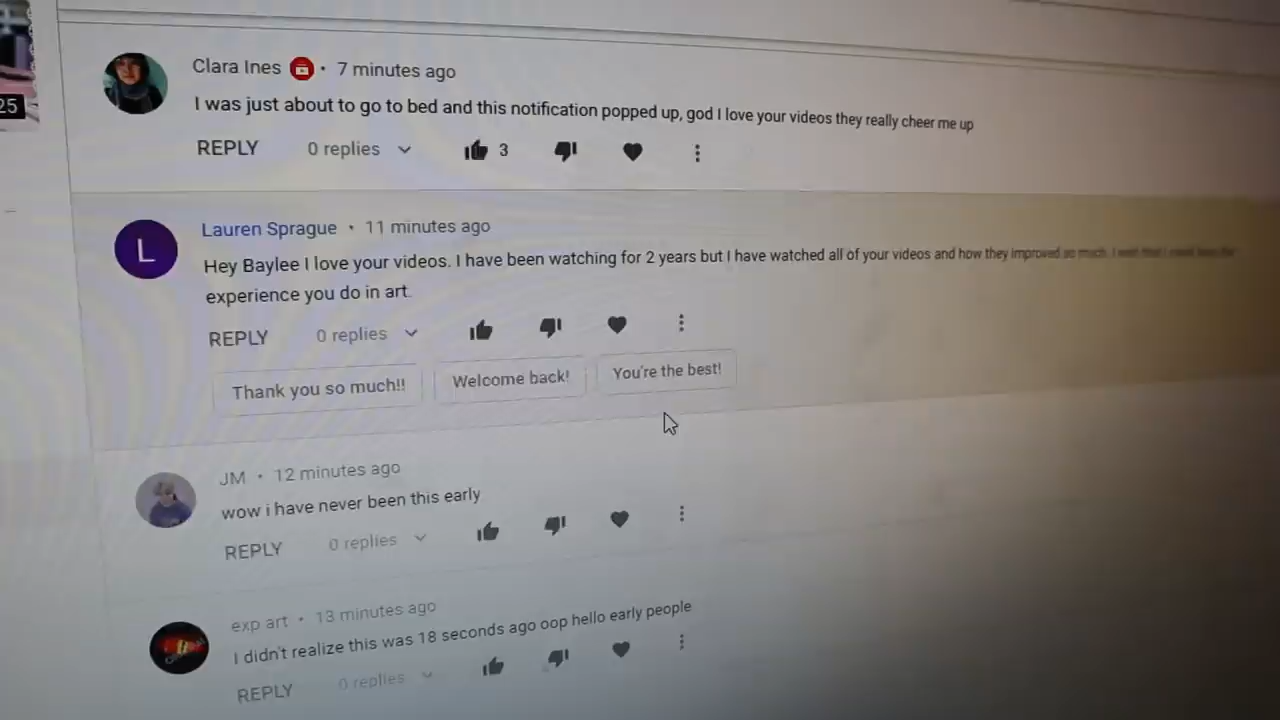 25
Clara Ines • 7 minutes ago
I was just about to go to bed and this notification popped up, god I love your videos they really cheer me up
REPLY 0 replies 3
L
Lauren Sprague • 11 minutes ago
Hey Baylee I love your videos. I have been watching for 2 years but I have watched all of your videos and how they improved so much.
experience you do in art.
REPLY 0 replies
Thank you so much!! Welcome back! You're the best!
JM • 12 minutes ago
wow i have never been this early
REPLY 0 replies
exp art • 13 minutes ago
I didn't realize this was 18 seconds ago oop hello early people
REPLY 0 replies